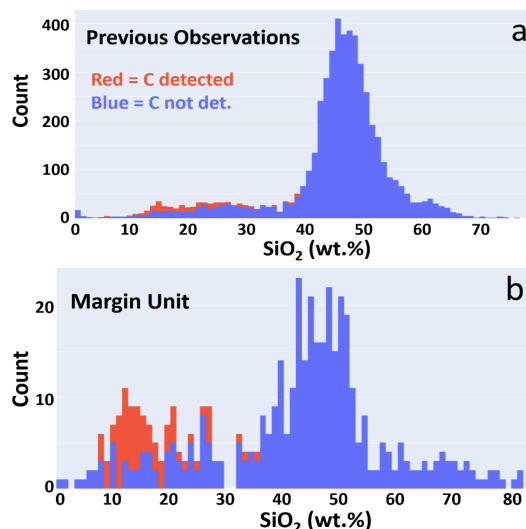 400
300
200
100
0
Count
Previous Observations
a
Red = C detected
Blue = C not det.
0 10 20 30 40 50 60 70
SiO₂ (wt.%)
20
10
0
Count
Margin Unit
b
0 10 20 30 40 50 60 70 80
SiO₂ (wt.%)